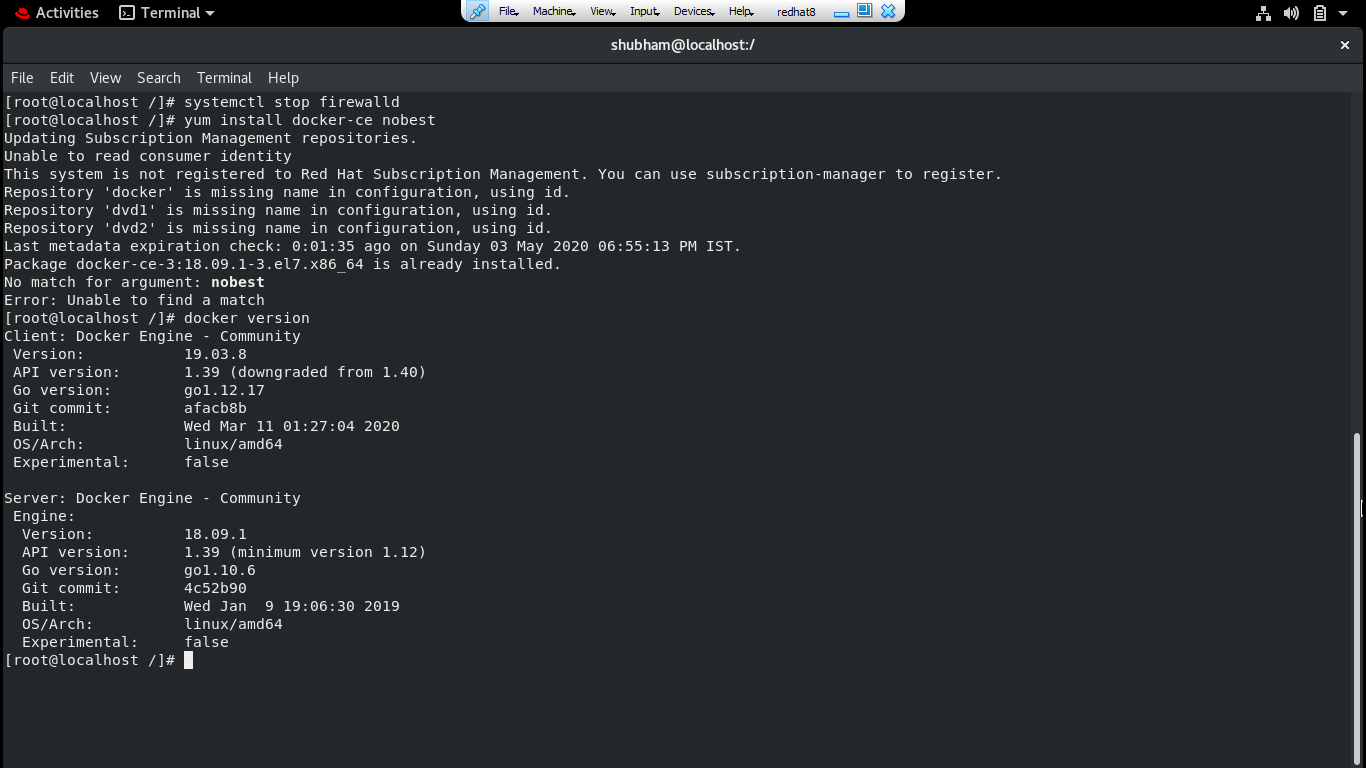 Activities Terminal File Machine View Input Devices Help redhat8
shubham@localhost:/
File Edit View Search Terminal Help
[root@localhost /]# systemctl stop firewalld
[root@localhost /]# yum install docker-ce nobest
Updating Subscription Management repositories.
Unable to read consumer identity
This system is not registered to Red Hat Subscription Management. You can use subscription-manager to register.
Repository 'docker' is missing name in configuration, using id.
Repository 'dvd1' is missing name in configuration, using id.
Repository 'dvd2' is missing name in configuration, using id.
Last metadata expiration check: 0:01:35 ago on Sunday 03 May 2020 06:55:13 PM IST.
Package docker-ce-3:18.09.1-3.el7.x86_64 is already installed.
No match for argument: nobest
Error: Unable to find a match
[root@localhost /]# docker version
Client: Docker Engine - Community
 Version:           19.03.8
 API version:       1.39 (downgraded from 1.40)
 Go version:        go1.12.17
 Git commit:        afacb8b
 Built:             Wed Mar 11 01:27:04 2020
 OS/Arch:           linux/amd64
 Experimental:      false

Server: Docker Engine - Community
 Engine:
  Version:          18.09.1
  API version:      1.39 (minimum version 1.12)
  Go version:       go1.10.6
  Git commit:       4c52b90
  Built:            Wed Jan  9 19:06:30 2019
  OS/Arch:          linux/amd64
  Experimental:     false
[root@localhost /]#